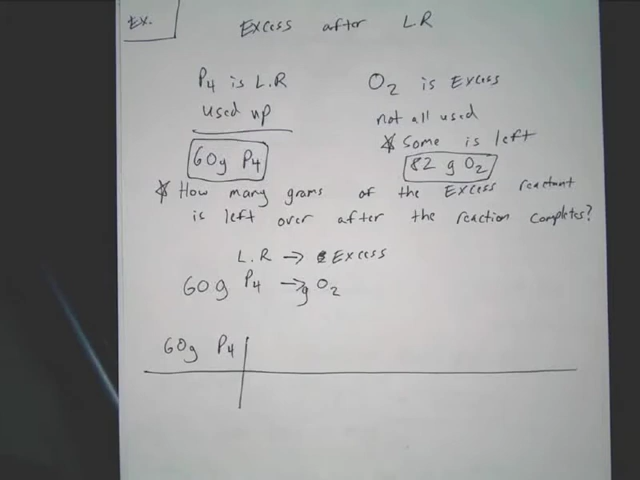 Ex.
Excess after LR
P4 is L.R
used up
60g P4
O2 is Excess
not all used
* Some is left
82 g O2
* How many grams of the Excess reactant
is left over after the reaction completes?
L.R → Excess
60g P4 → g O2
60g P4